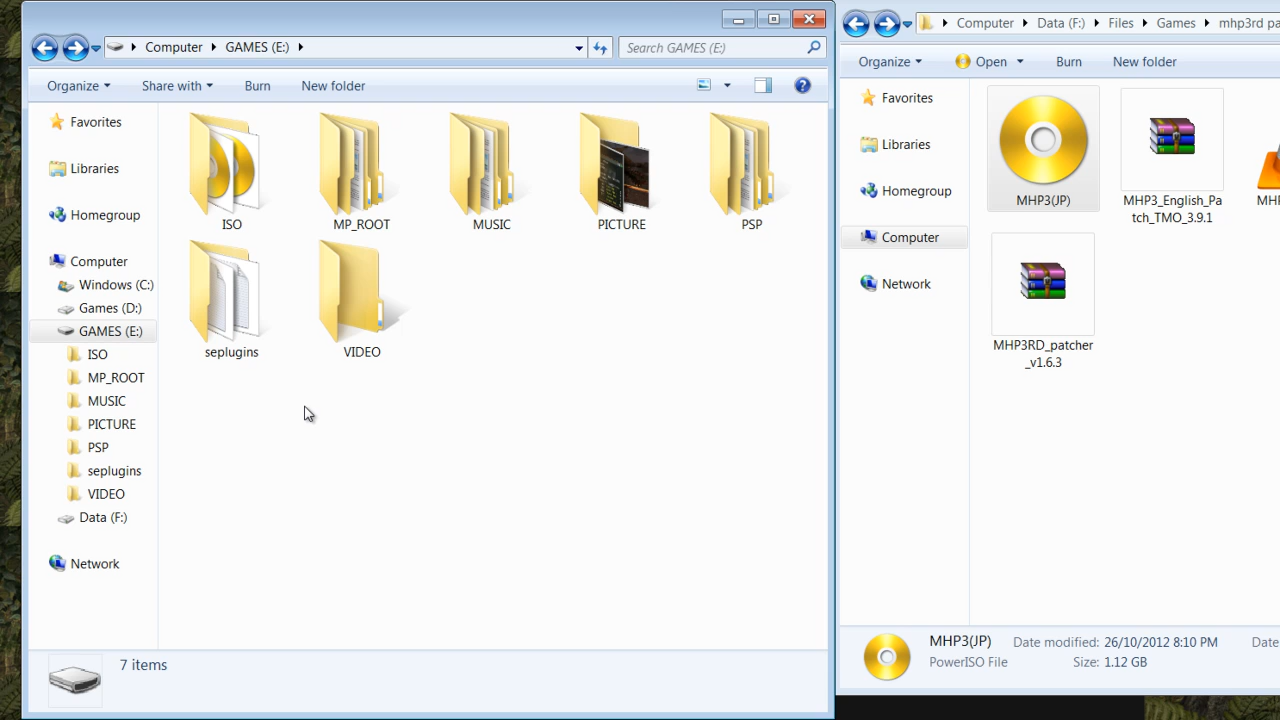 Computer GAMES (E:)
Search GAMES (E:)
Organize Share with Burn New folder
Favorites
Libraries
Homegroup
Computer
Windows (C:)
Games (D:)
GAMES (E:)
ISO
MP_ROOT
MUSIC
PICTURE
PSP
seplugins
VIDEO
Data (F:)
Network
ISO MP_ROOT MUSIC PICTURE PSP
seplugins VIDEO
7 items
Computer Data (F:) Files Games mhp3rd pa
Organize Open Burn New folder
Favorites
Libraries
Homegroup
Computer
Network
MHP3(JP)
MHP3_English_Pa
tch_TMO_3.9.1
MH
MHP3RD_patcher
_v1.6.3
MHP3(JP) Date modified: 26/10/2012 8:10 PM Date
PowerISO File Size: 1.12 GB